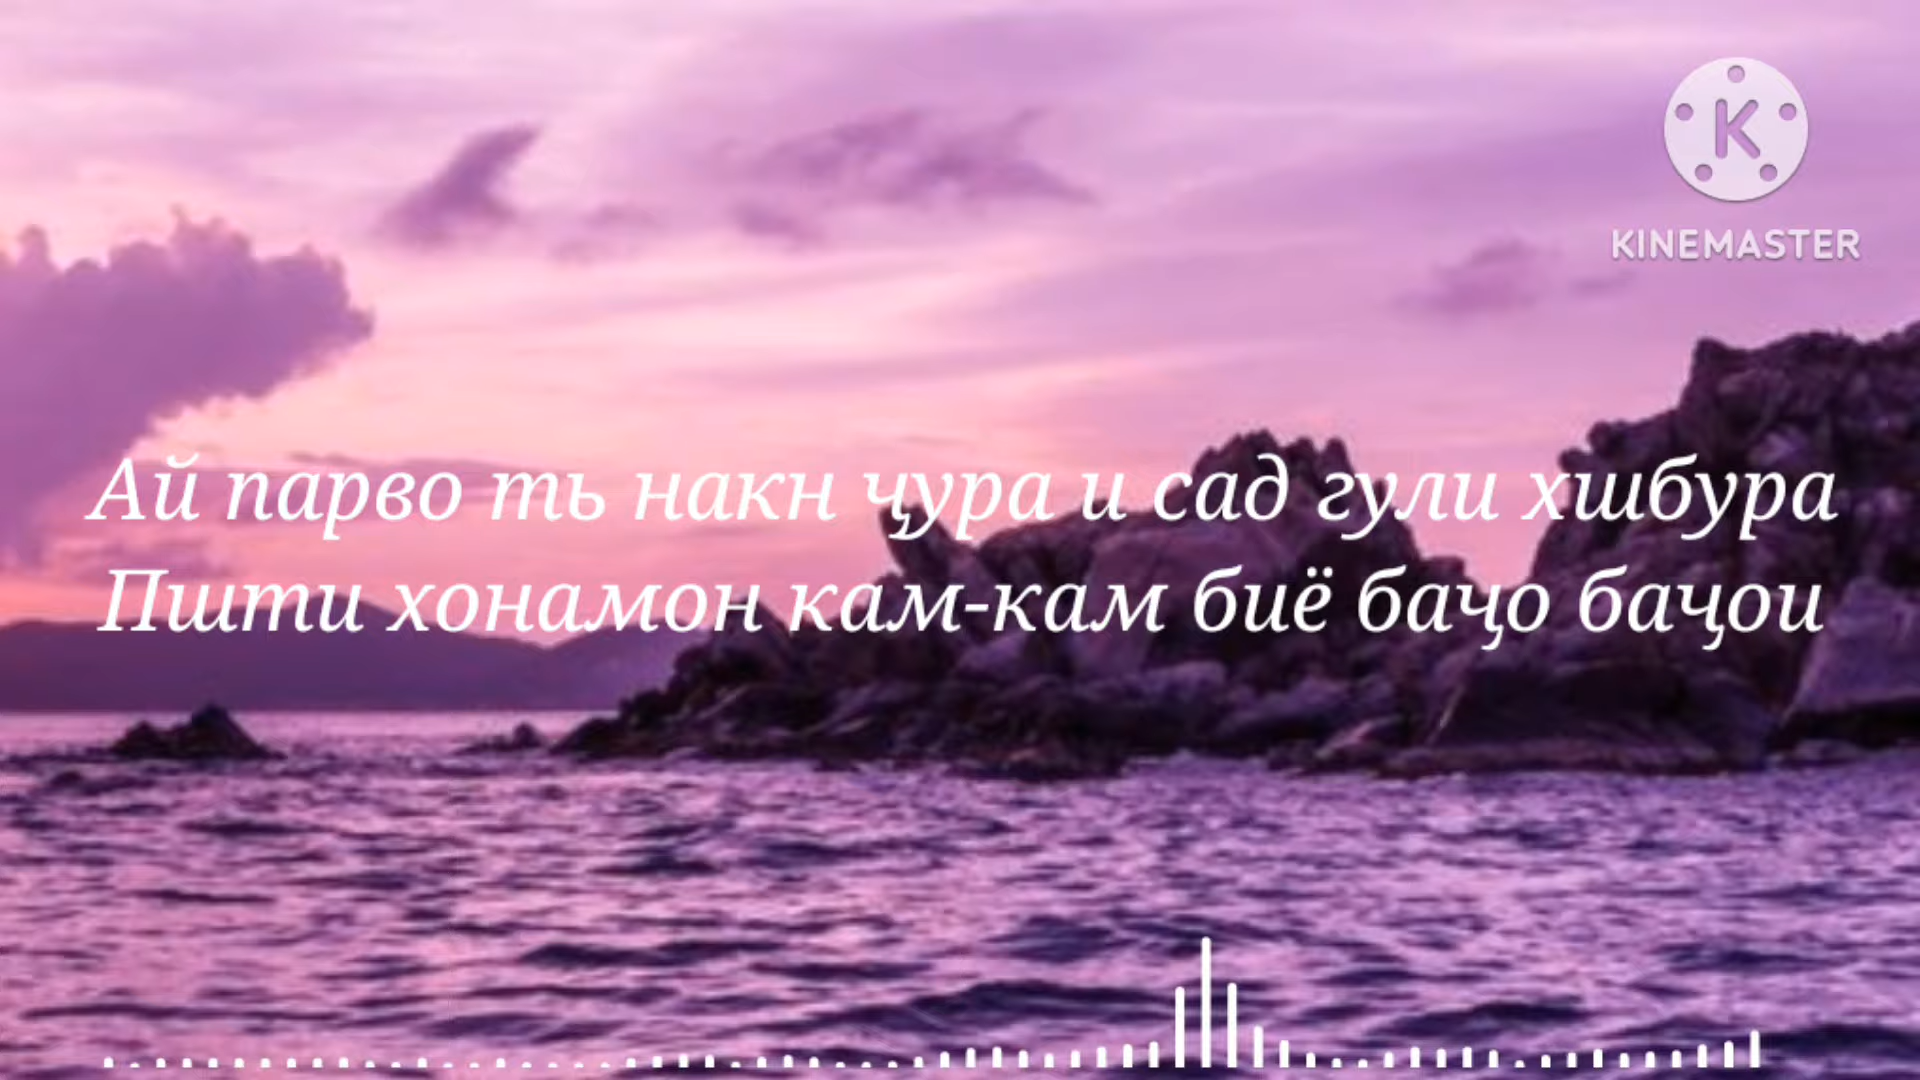 KINEMASTER
Ай парво ть накн ҷура и сад гули хшбура
Пшти хонамон кам-кам биё баҷо баҷои